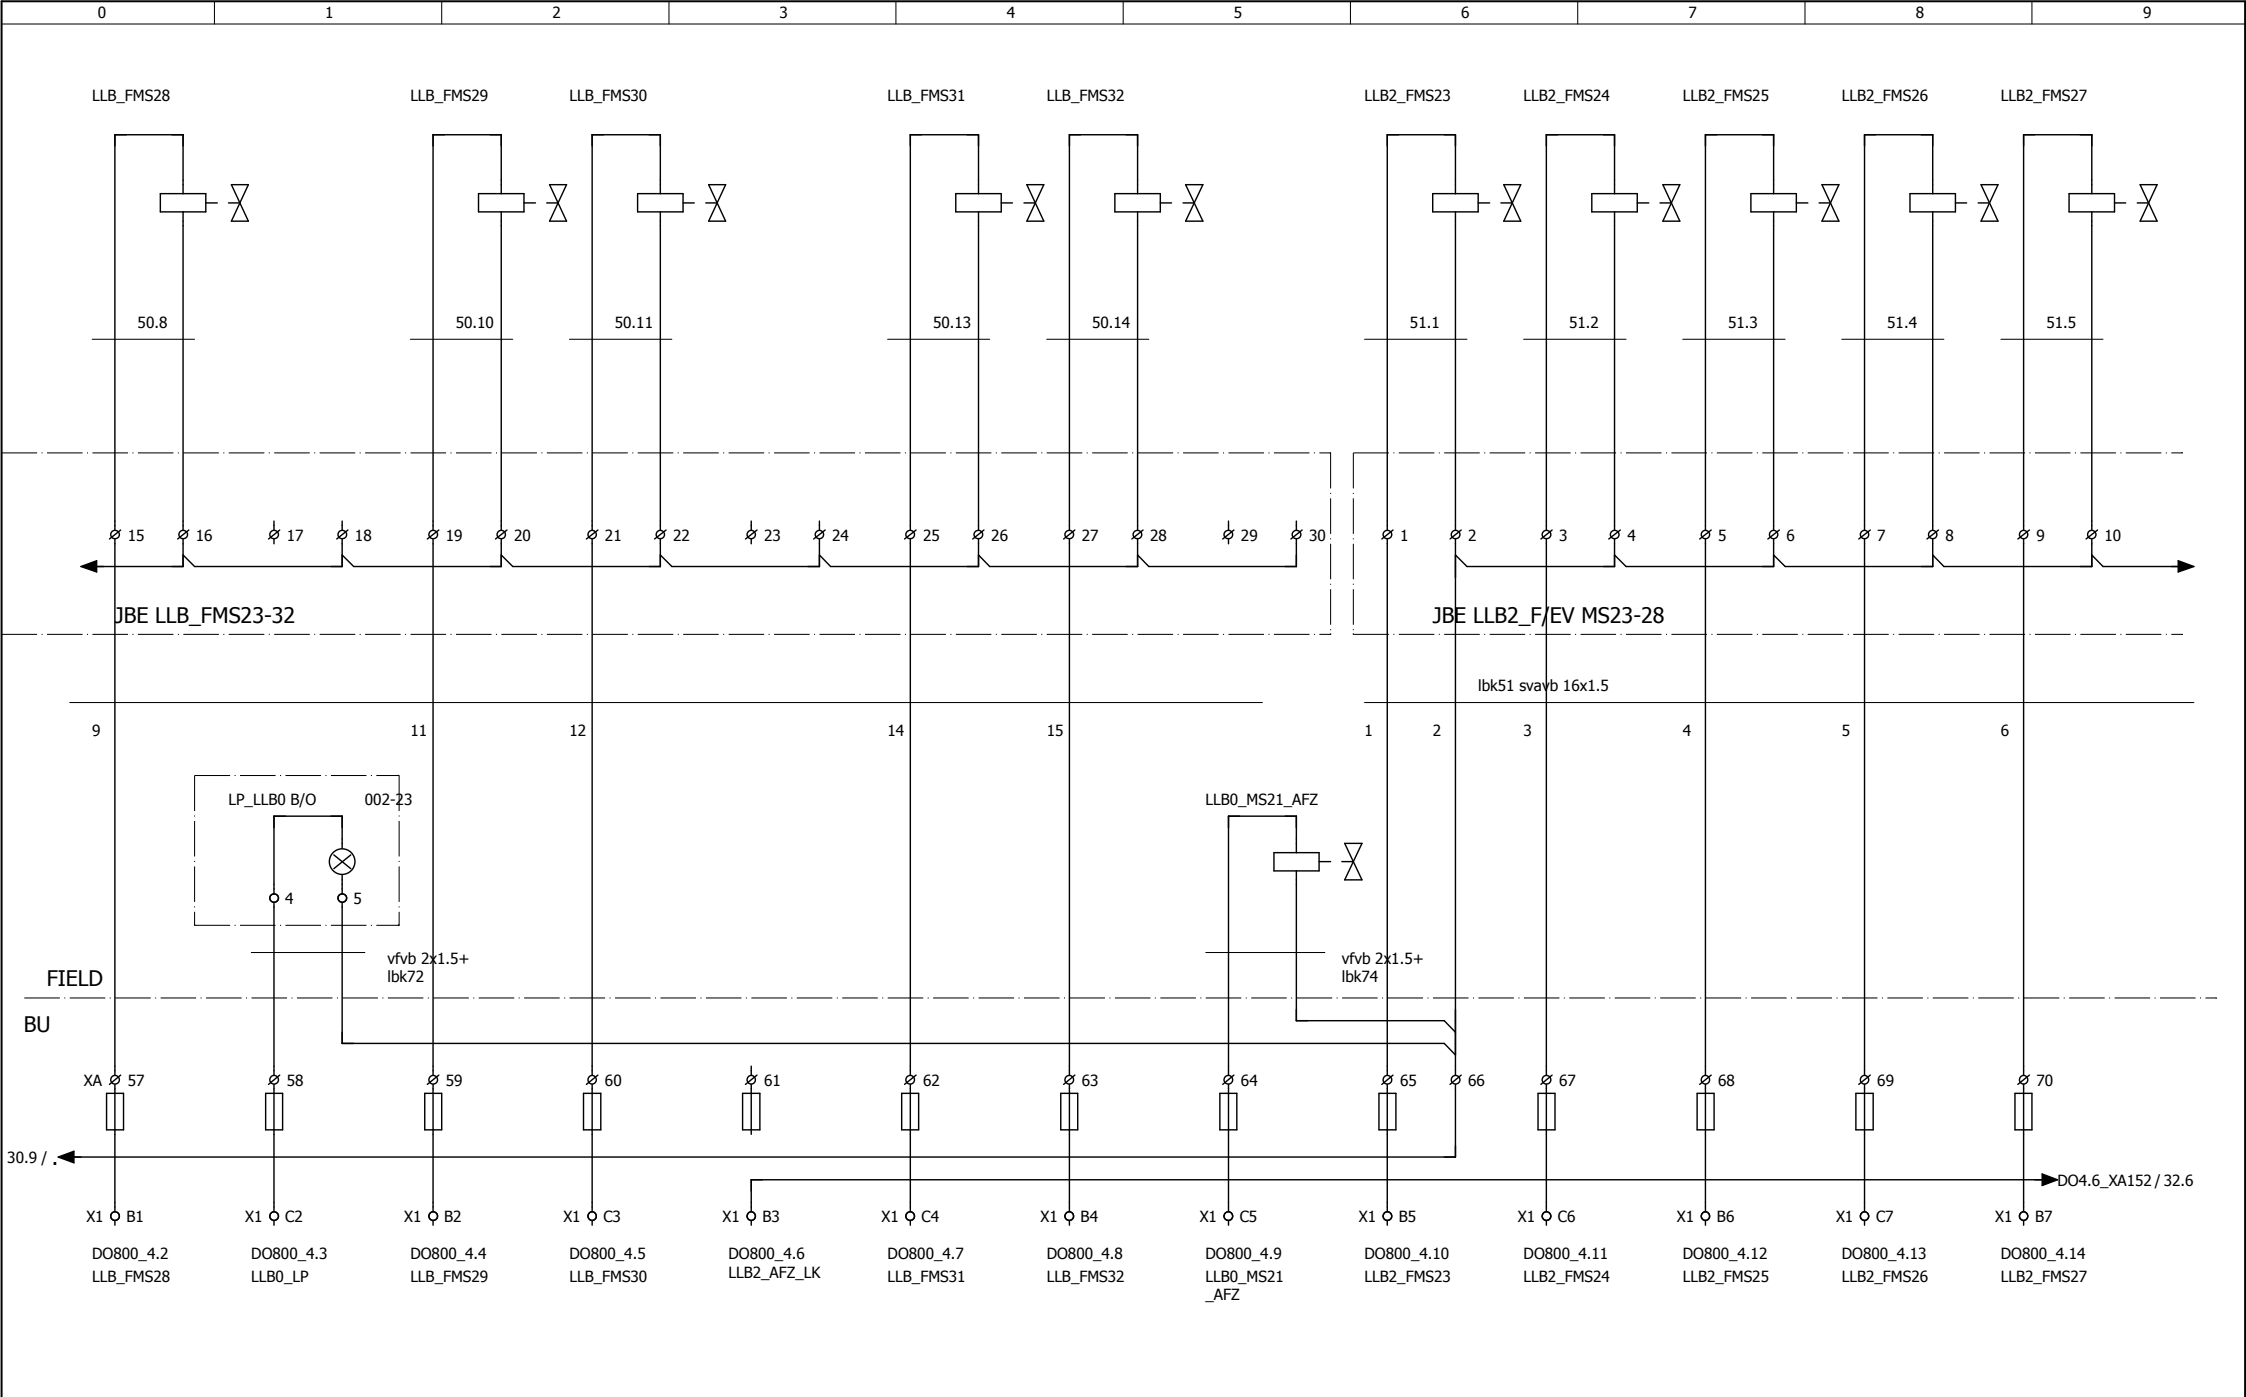 0 1 2 3 4 5 6 7 8 9
LLB_FMS28 LLB_FMS29 LLB_FMS30 LLB_FMS31 LLB_FMS32 LLB2_FMS23 LLB2_FMS24 LLB2_FMS25 LLB2_FMS26 LLB2_FMS27
50.8 50.10 50.11 50.13 50.14 51.1 51.2 51.3 51.4 51.5
15 16 17 18 19 20 21 22 23 24 25 26 27 28 29 30 1 2 3 4 5 6 7 8 9 10
JBE LLB_FMS23-32 JBE LLB2_F/EV MS23-28
lbk51 svavb 16x1.5
9 11 12 14 15 1 2 3 4 5 6
LP_LLB0 B/O 002-23 LLB0_MS21_AFZ
4 5
vfvb 2x1.5+ vfvb 2x1.5+
lbk72 lbk74
FIELD
BU
XA 57 58 59 60 61 62 63 64 65 66 67 68 69 70
30.9 / .
DO4.6_XA152 / 32.6
X1 B1 X1 C2 X1 B2 X1 C3 X1 B3 X1 C4 X1 B4 X1 C5 X1 B5 X1 C6 X1 B6 X1 C7 X1 B7
DO800_4.2 DO800_4.3 DO800_4.4 DO800_4.5 DO800_4.6 DO800_4.7 DO800_4.8 DO800_4.9 DO800_4.10 DO800_4.11 DO800_4.12 DO800_4.13 DO800_4.14
LLB_FMS28 LLB0_LP LLB_FMS29 LLB_FMS30 LLB2_AFZ_LK LLB_FMS31 LLB_FMS32 LLB0_MS21 LLB2_FMS23 LLB2_FMS24 LLB2_FMS25 LLB2_FMS26 LLB2_FMS27
_AFZ